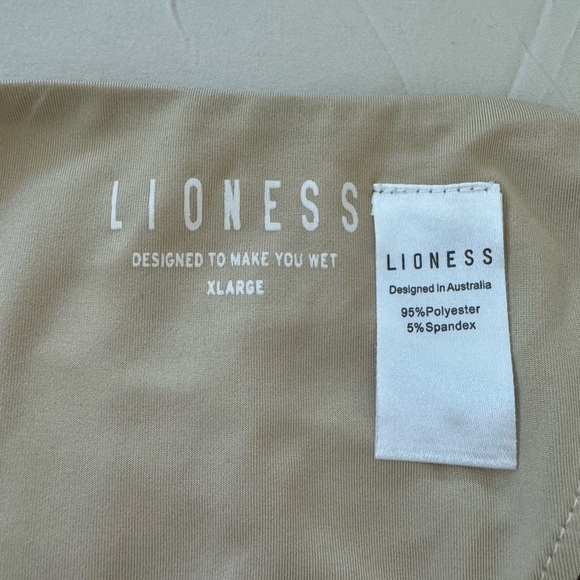 LIONESS
DESIGNED TO MAKE YOU WET
XLARGE
LIONESS
Designed In Australia
95%Polyester
5%Spandex